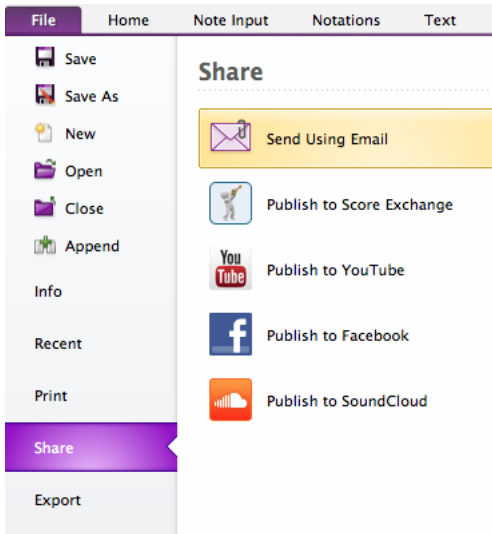 File Home Note Input Notations Text
Save
Save As
New
Open
Close
Append
Info
Recent
Print
Share
Export
Share
Send Using Email
Publish to Score Exchange
You
Tube
Publish to YouTube
f
Publish to Facebook
Publish to SoundCloud